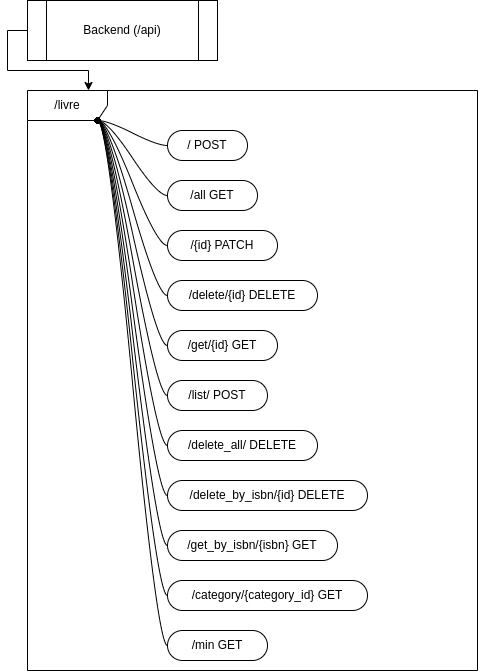 Backend (/api)
/livre
/ POST
/all GET
/{id} PATCH
/delete/{id} DELETE
/get/{id} GET
/list/ POST
/delete_all/ DELETE
/delete_by_isbn/{id} DELETE
/get_by_isbn/{isbn} GET
/category/{category_id} GET
/min GET